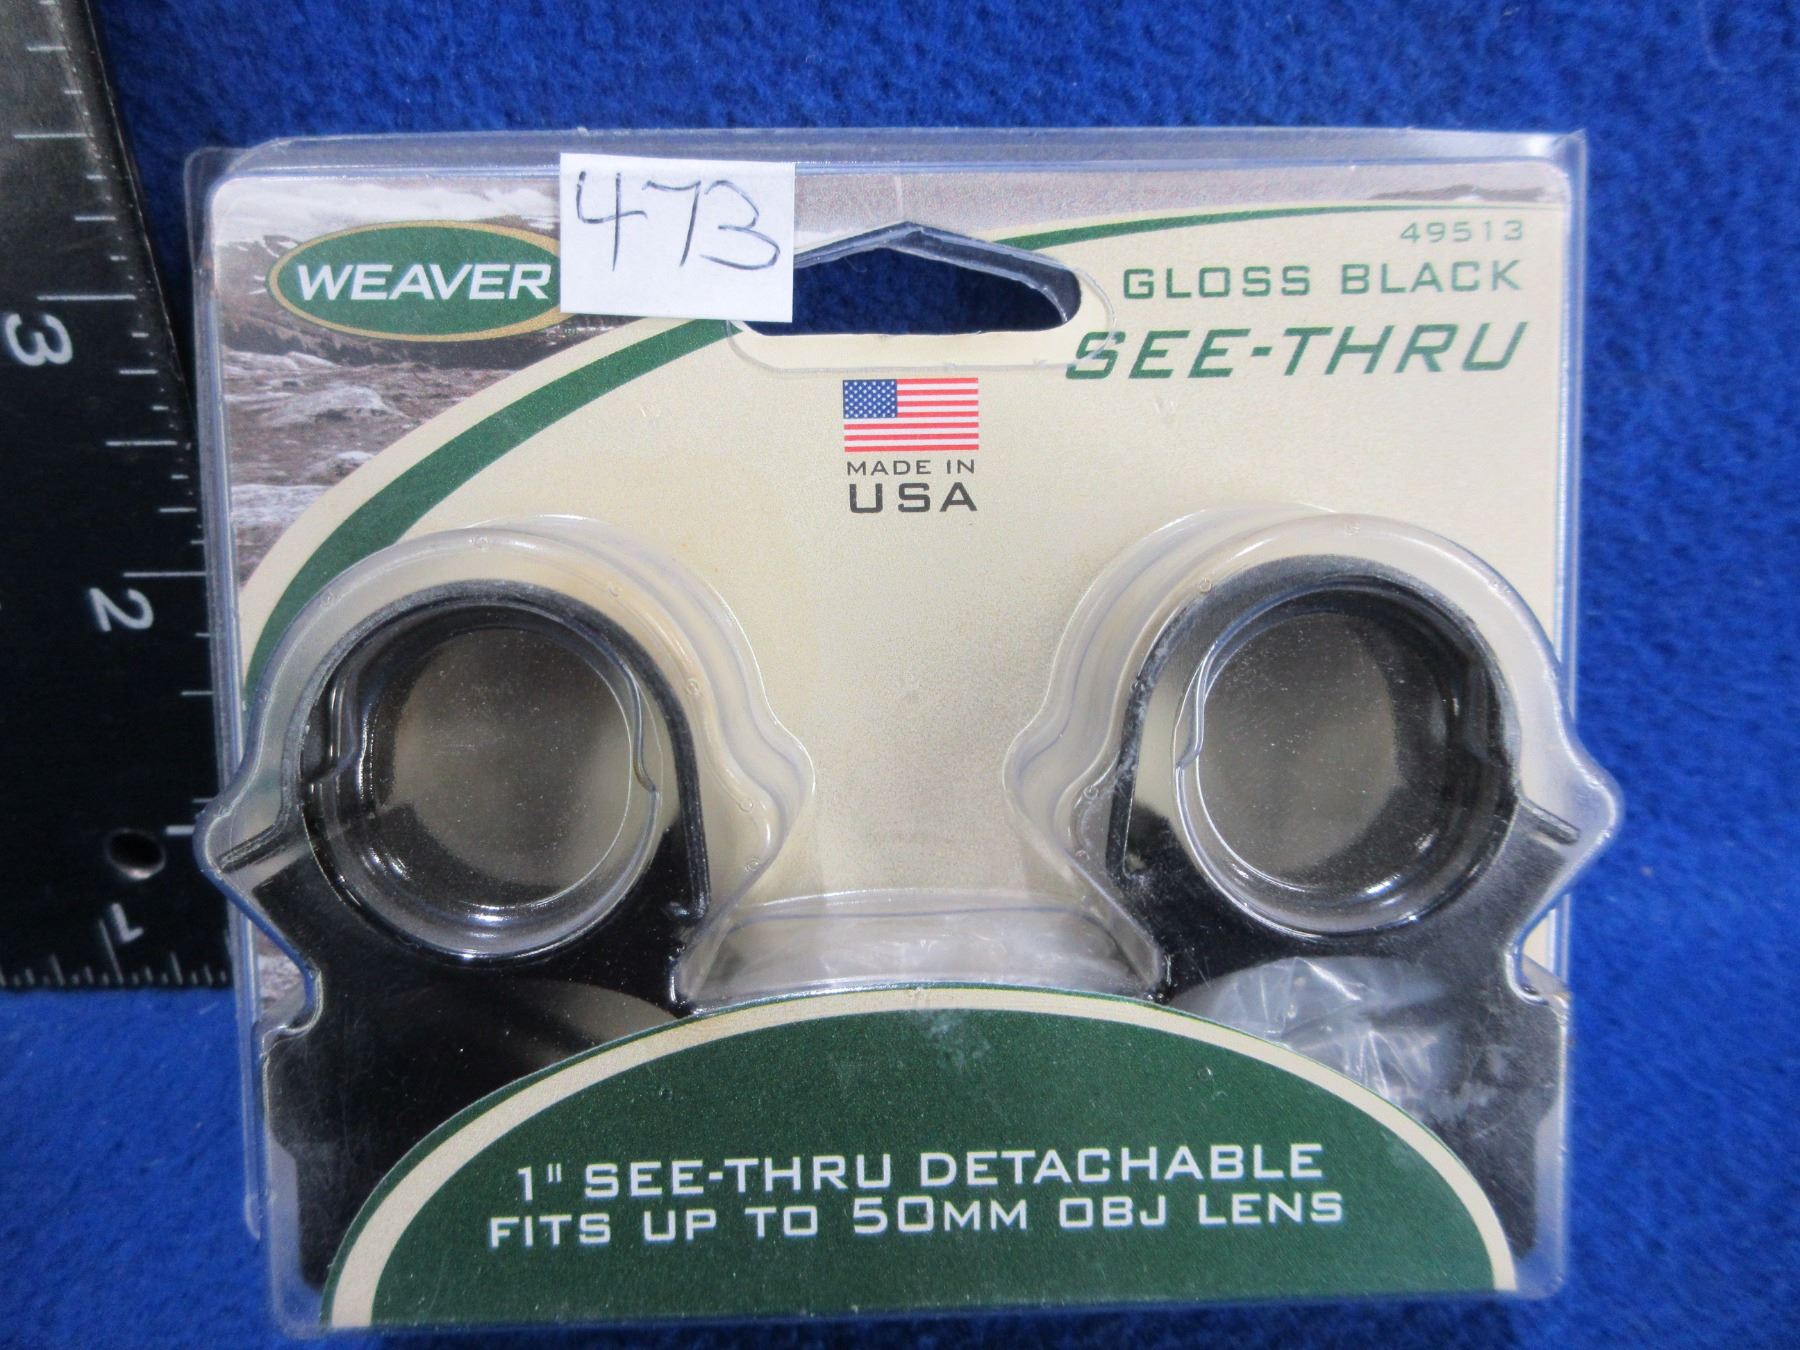 473
WEAVER
49513
GLOSS BLACK
SEE-THRU
MADE IN
USA
3
2
1
1" SEE-THRU DETACHABLE
FITS UP TO 50MM OBJ LENS